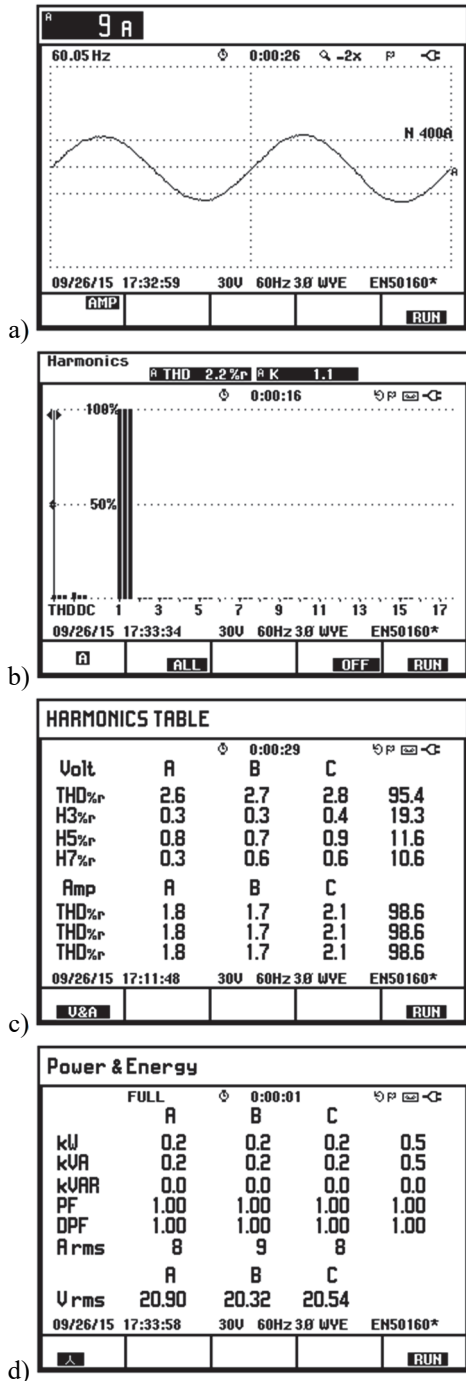 A 9 A
60.05 Hz 0:00:26 -2x
N 400A
A
09/26/15 17:32:59 30V 60Hz 3Ø WYE EN50160*
AMP RUN
a)
Harmonics
A THD 2.2%r A K 1.1
0:00:16
100%
50%
THD DC 1 3 5 7 9 11 13 15 17
09/26/15 17:33:34 30V 60Hz 3Ø WYE EN50160*
A ALL OFF RUN
b)
HARMONICS TABLE
0:00:29
Volt A B C
THD%r 2.6 2.7 2.8 95.4
H3%r 0.3 0.3 0.4 19.3
H5%r 0.8 0.7 0.9 11.6
H7%r 0.3 0.6 0.6 10.6
Amp A B C
THD%r 1.8 1.7 2.1 98.6
THD%r 1.8 1.7 2.1 98.6
THD%r 1.8 1.7 2.1 98.6
09/26/15 17:11:48 30V 60Hz 3Ø WYE EN50160*
V&A RUN
c)
Power & Energy
FULL 0:00:01
A B C
kW 0.2 0.2 0.2 0.5
kVA 0.2 0.2 0.2 0.5
kVAR 0.0 0.0 0.0 0.0
PF 1.00 1.00 1.00 1.00
DPF 1.00 1.00 1.00 1.00
A rms 8 9 8
A B C
V rms 20.90 20.32 20.54
09/26/15 17:33:58 30V 60Hz 3Ø WYE EN50160*
RUN
d)